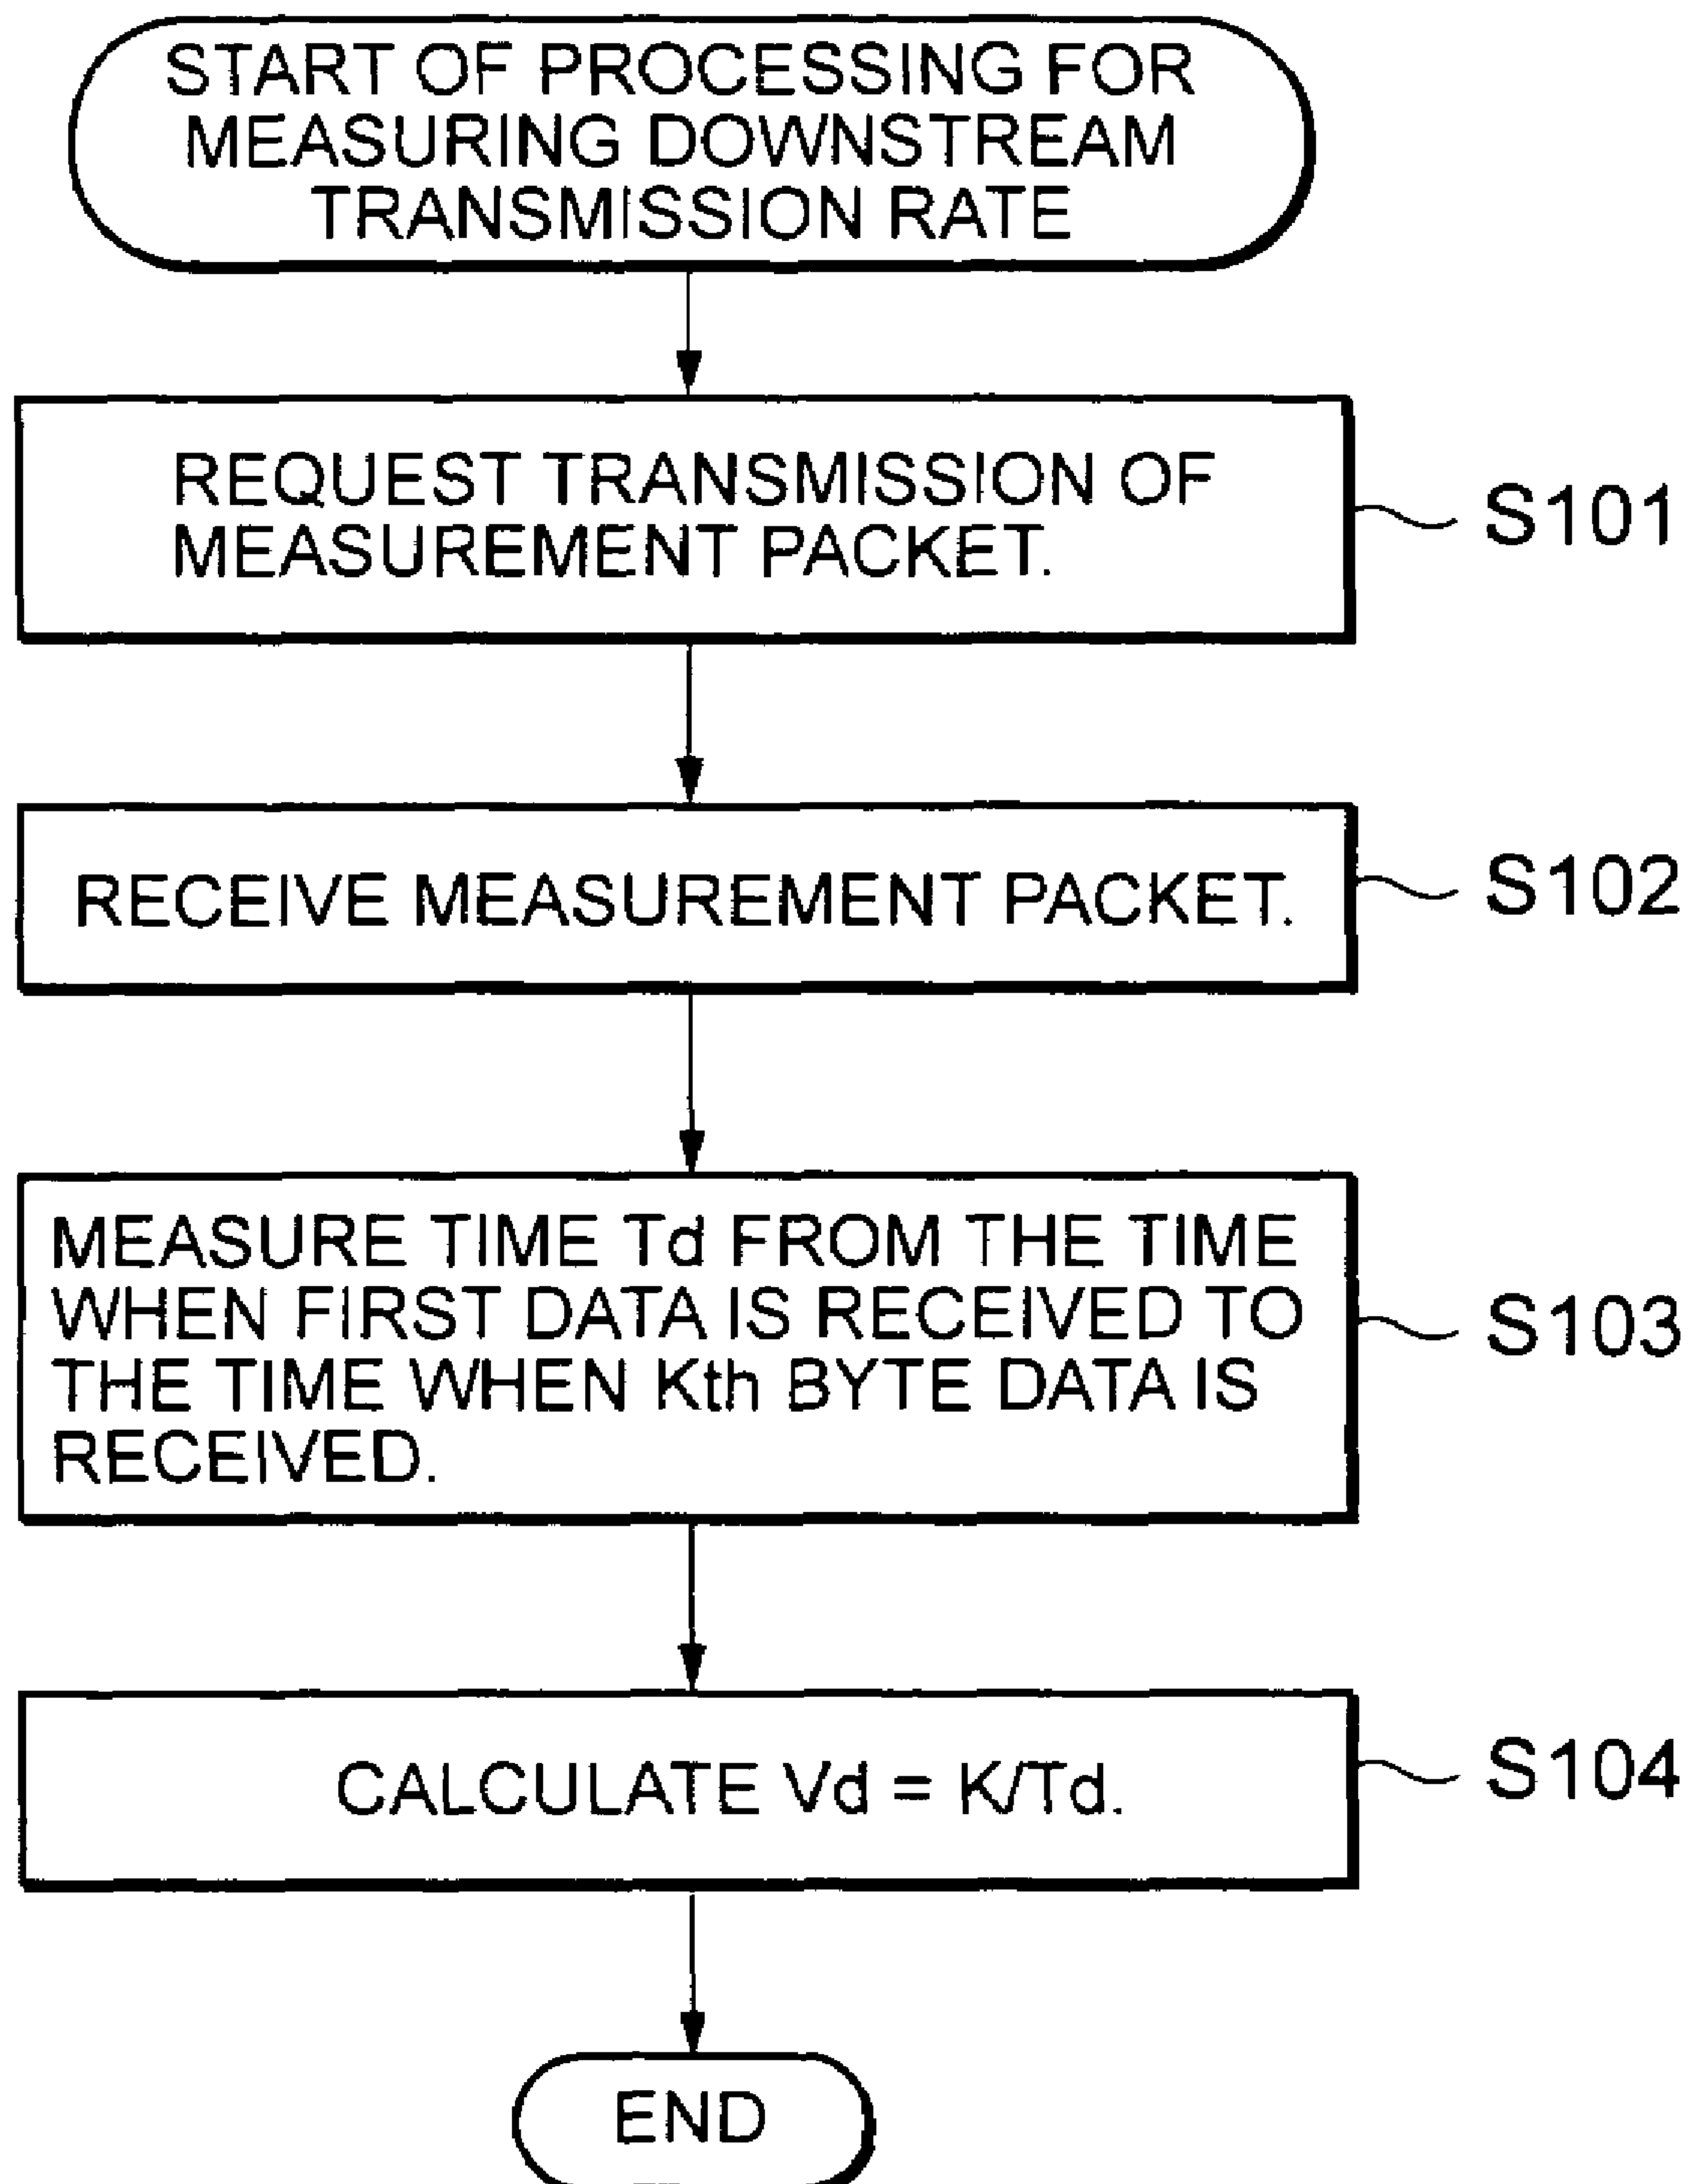 START OF PROCESSING FOR
MEASURING DOWNSTREAM
TRANSMISSION RATE
REQUEST TRANSMISSION OF
MEASUREMENT PACKET.
S101
RECEIVE MEASUREMENT PACKET.
S102
MEASURE TIME Td FROM THE TIME
WHEN FIRST DATA IS RECEIVED TO
THE TIME WHEN Kth BYTE DATA IS
RECEIVED.
S103
CALCULATE Vd = K/Td.
S104
END